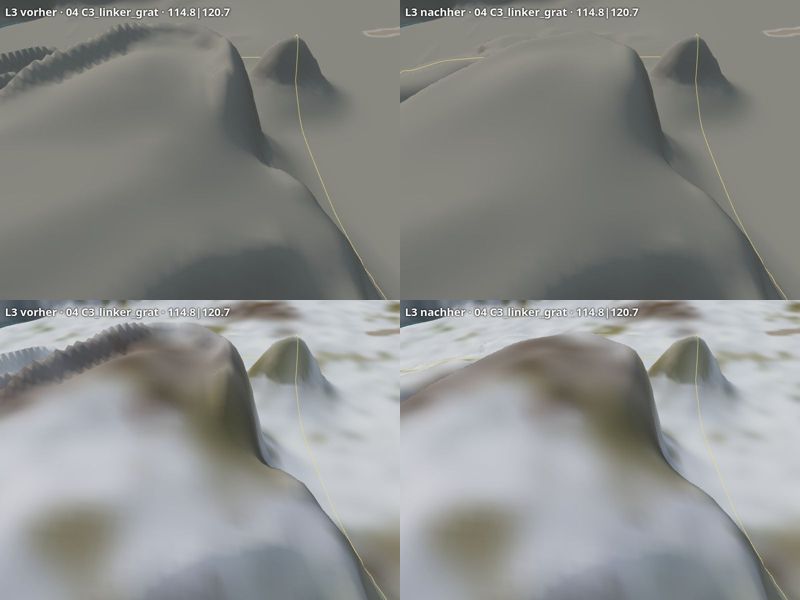 L3 vorher · 04 C3_linker_grat · 114.8|120.7
L3 nachher · 04 C3_linker_grat · 114.8|120.7
L3 vorher · 04 C3_linker_grat · 114.8|120.7
L3 nachher · 04 C3_linker_grat · 114.8|120.7